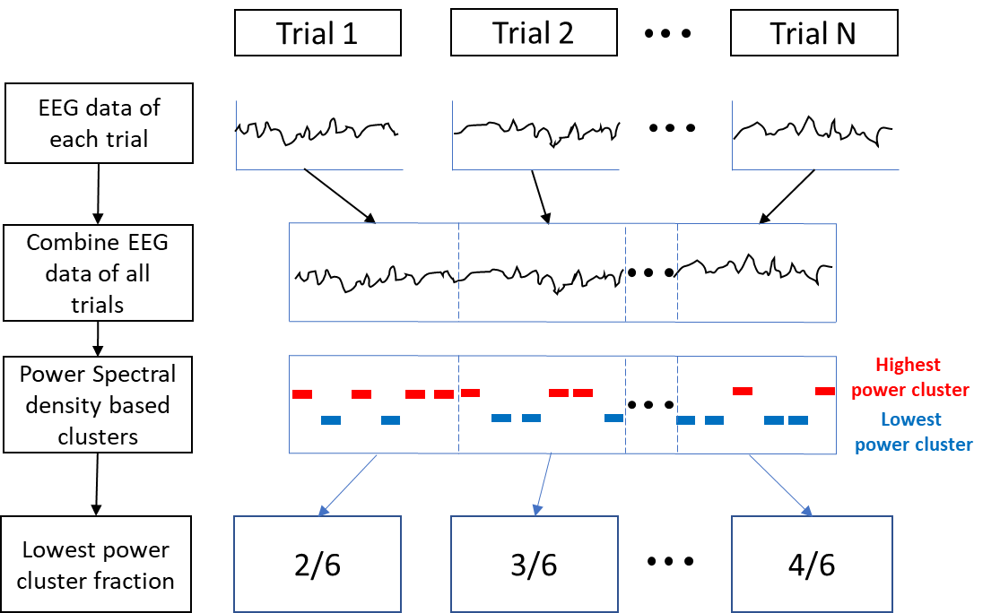 Trial 1
Trial 2
Trial N
EEG data of
each trial
Combine EEG
data of all
trials
Power Spectral
density based
clusters
Highest
power cluster
Lowest
power cluster
Lowest power
cluster fraction
2/6
3/6
4/6